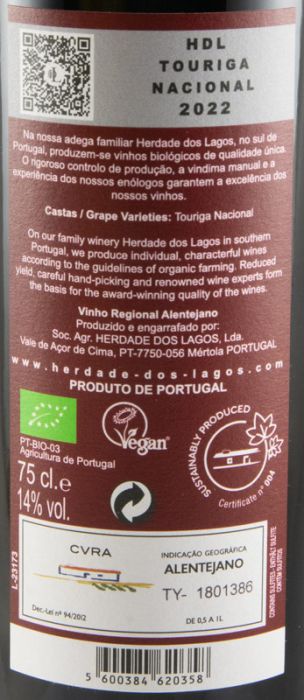 HDL
TOURIGA
NACIONAL
2022
Na nossa adega familiar Herdade dos Lagos, no sul de
Portugal, produzem-se vinhos biológicos de qualidade única.
O rigoroso controlo de produção, a vindima manual e a
experiência dos nossos enólogos garantem a excelência dos
nossos vinhos.
Castas / Grape Varieties: Touriga Nacional
On our family winery Herdade dos Lagos in southern
Portugal, we produce individual, characterful wines
according to the guidelines of organic farming. Reduced
yield, careful hand-picking and renowned wine experts form
the basis for the award-winning quality of the wines.
Vinho Regional Alentejano
Produzido e engarrafado por:
Soc. Agr. HERDADE DOS LAGOS, Lda.
Vale de Açor de Cima, PT-7750-056 Mértola PORTUGAL
www.herdade-dos-lagos.com
PRODUTO DE PORTUGAL
PT-BIO-03
Agricultura de Portugal
Vegan
SUSTAINABLY PRODUCED
Certificate nº 004
75 cl.e
14% vol.
L-23173
CVRA
Dec.-Lei nº 94/2012
INDICAÇÃO GEOGRÁFICA
ALENTEJANO
TY- 1801386
DE 0,5 A 1L
CONTAINS SULFITES - ENTHÄLT SULFITE
CONTÉM SULFITOS
5 600384 620358